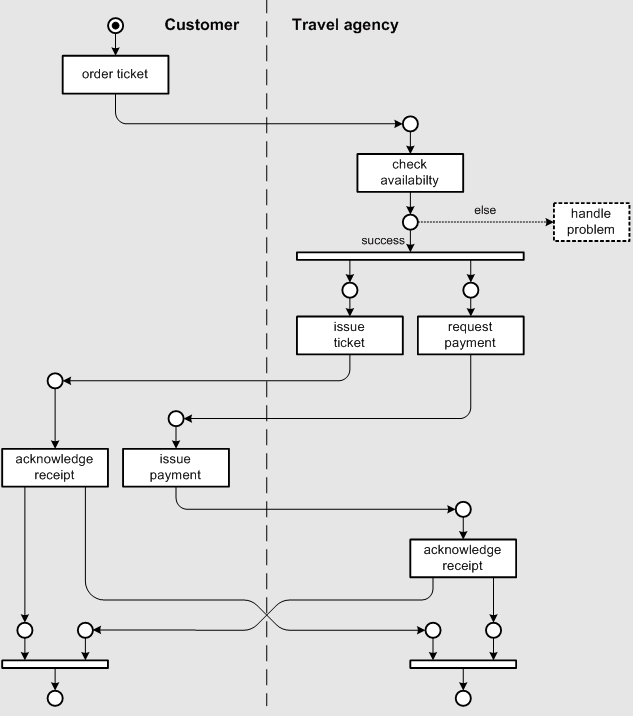 Customer
Travel agency
order ticket
check
availabilty
else
handle
problem
success
issue
ticket
request
payment
acknowledge
receipt
issue
payment
acknowledge
receipt